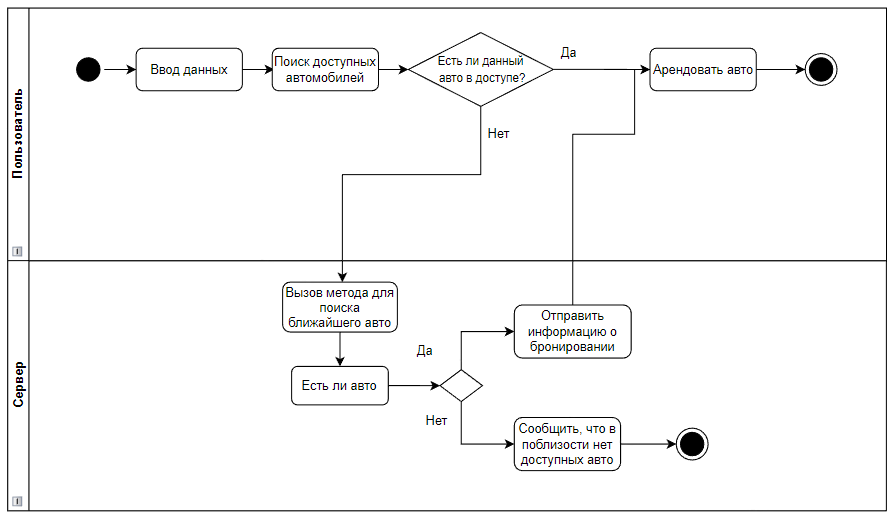 Пользователь
Ввод данных
Поиск доступных
автомобилей
Есть ли данный
авто в доступе?
Да
Арендовать авто
Нет
Сервер
Вызов метода для
поиска
ближайшего авто
Есть ли авто
Да
Нет
Отправить
информацию о
бронировании
Сообщить, что в
поблизости нет
доступных авто